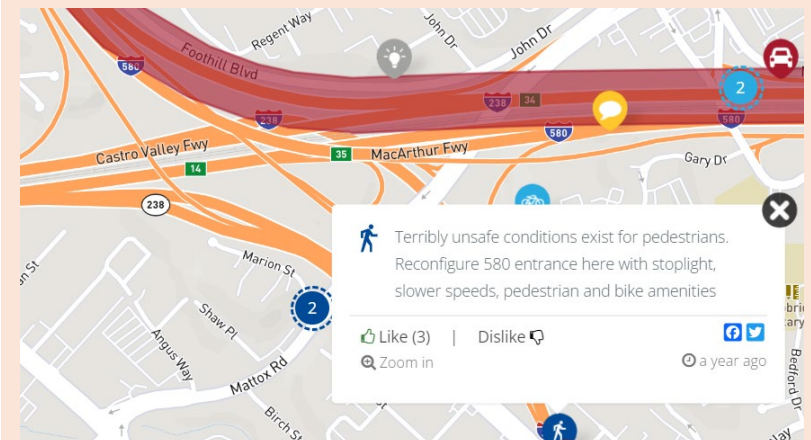 Regent Way
John Dr
John Dr
Foothill Blvd
580
238
238
34
2
580
580
Castro Valley Fwy
14
35
MacArthur Fwy
Gary Dr
238
Marion St
2
Shaw Pl
Angus Way
Mattox Rd
Birch St
Bedford Dr
Terribly unsafe conditions exist for pedestrians.
Reconfigure 580 entrance here with stoplight,
slower speeds, pedestrian and bike amenities
Like (3) | Dislike
Zoom in
a year ago